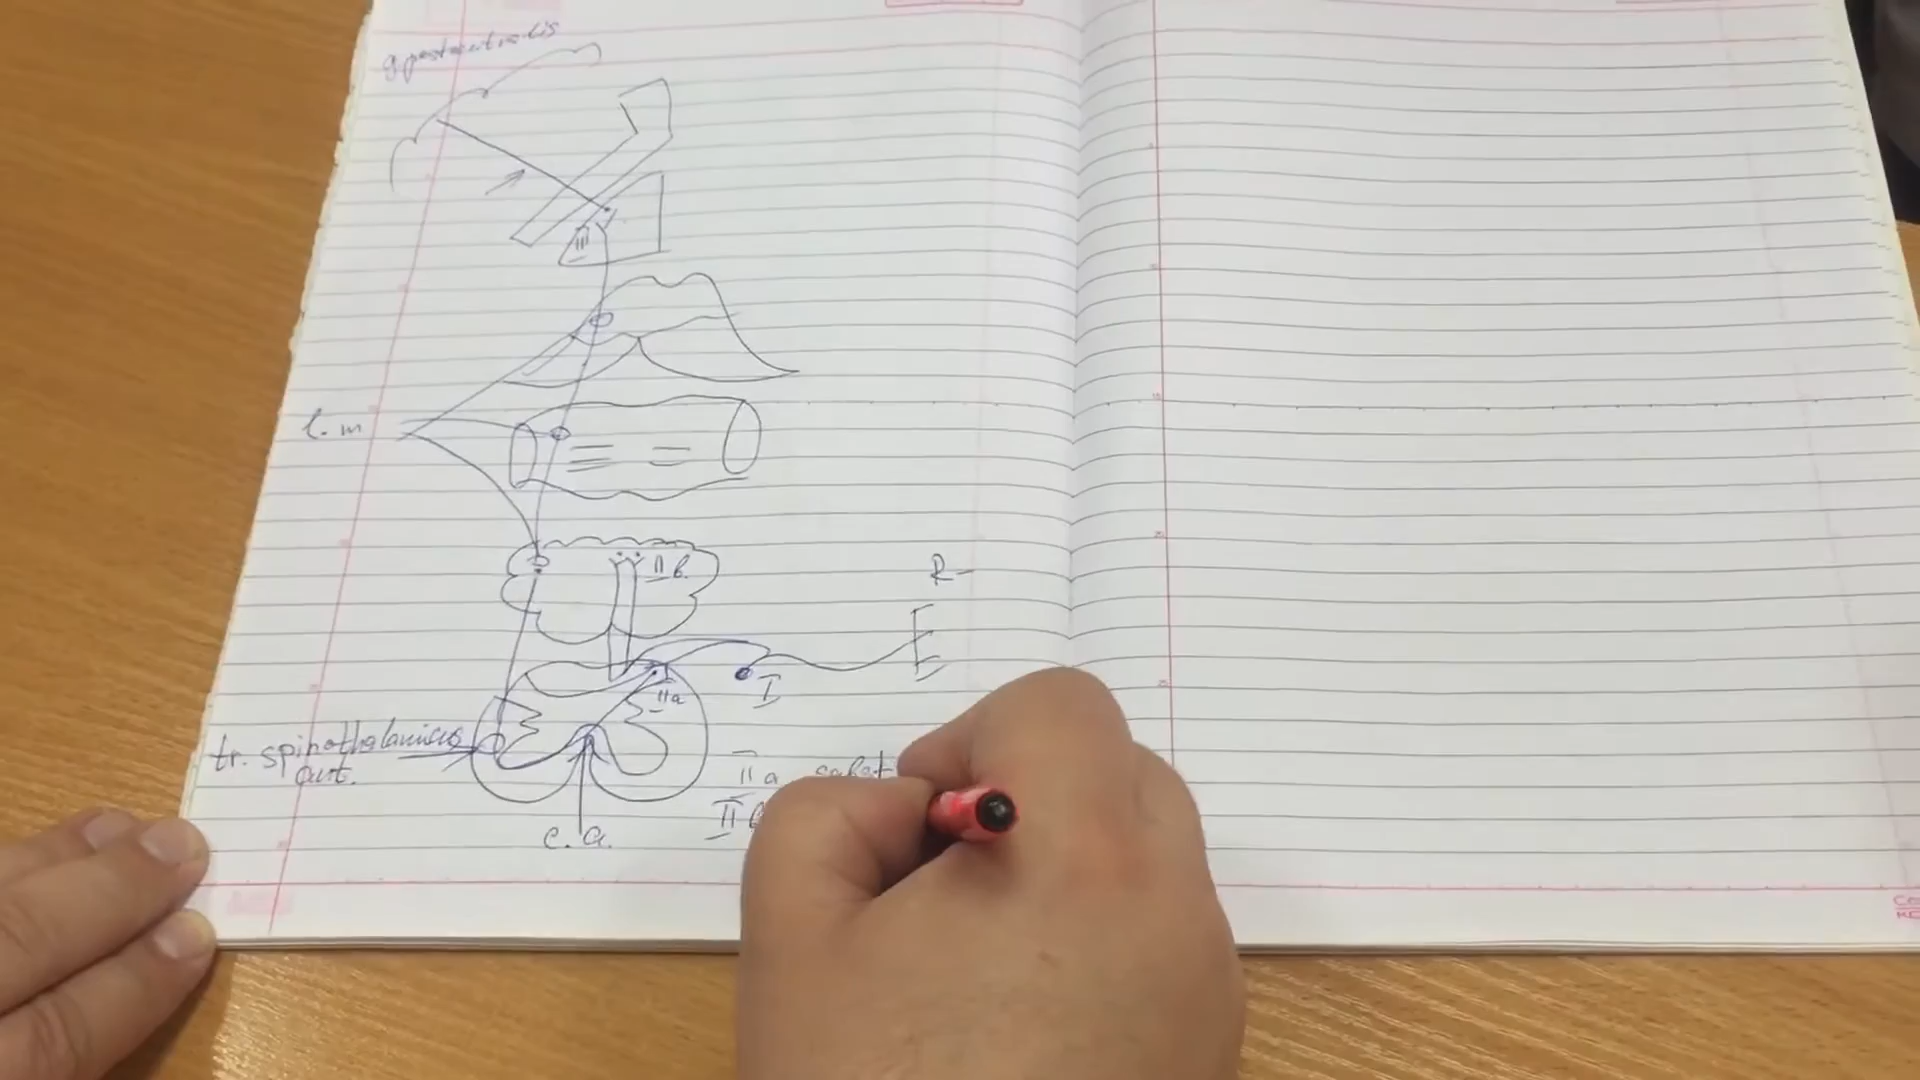 g. postcentralis
III
l. m
II b.
R-
I
II a
tr. spinothalamicus
ant.
II a
II b
c. a.